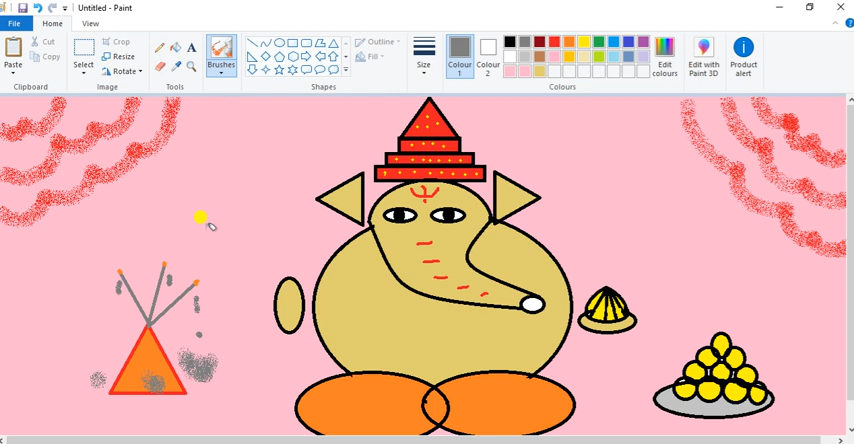 Untitled - Paint
File Home View
Paste
Cut
Copy
Clipboard
Select
Crop
Resize
Rotate
Image
Tools
Brushes
Shapes
Outline
Fill
Size
Colour 1
Colour 2
Edit colours
Colours
Edit with Paint 3D
Product alert